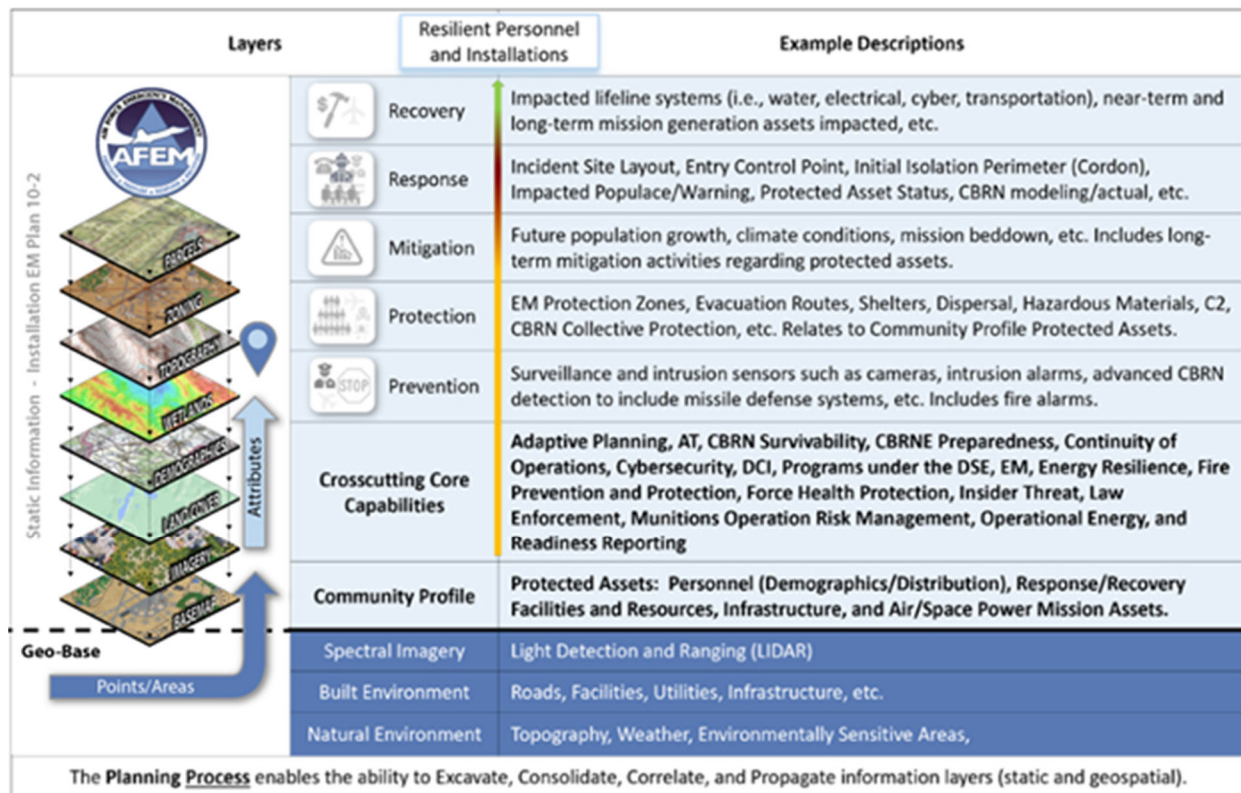 Layers
Resilient Personnel
and Installations
Example Descriptions
AIR FORCE EMERGENCY MANAGEMENT
AFEM
Static Information - Installation EM Plan 10-2
PARCELS
ZONING
TOPOGRAPHY
WETLANDS
DEMOGRAPHICS
LAND COVER
IMAGERY
BASEMAP
Attributes
Geo-Base
Points/Areas
Recovery
Impacted lifeline systems (i.e., water, electrical, cyber, transportation), near-term and
long-term mission generation assets impacted, etc.
Response
Incident Site Layout, Entry Control Point, Initial Isolation Perimeter (Cordon),
Impacted Populace/Warning, Protected Asset Status, CBRN modeling/actual, etc.
Mitigation
Future population growth, climate conditions, mission beddown, etc. Includes long-
term mitigation activities regarding protected assets.
Protection
EM Protection Zones, Evacuation Routes, Shelters, Dispersal, Hazardous Materials, C2,
CBRN Collective Protection, etc. Relates to Community Profile Protected Assets.
STOP
Prevention
Surveillance and intrusion sensors such as cameras, intrusion alarms, advanced CBRN
detection to include missile defense systems, etc. Includes fire alarms.
Crosscutting Core
Capabilities
Adaptive Planning, AT, CBRN Survivability, CBRNE Preparedness, Continuity of
Operations, Cybersecurity, DCI, Programs under the DSE, EM, Energy Resilience, Fire
Prevention and Protection, Force Health Protection, Insider Threat, Law
Enforcement, Munitions Operation Risk Management, Operational Energy, and
Readiness Reporting
Community Profile
Protected Assets: Personnel (Demographics/Distribution), Response/Recovery
Facilities and Resources, Infrastructure, and Air/Space Power Mission Assets.
Spectral Imagery
Light Detection and Ranging (LIDAR)
Built Environment
Roads, Facilities, Utilities, Infrastructure, etc.
Natural Environment
Topography, Weather, Environmentally Sensitive Areas,
The Planning Process enables the ability to Excavate, Consolidate, Correlate, and Propagate information layers (static and geospatial).